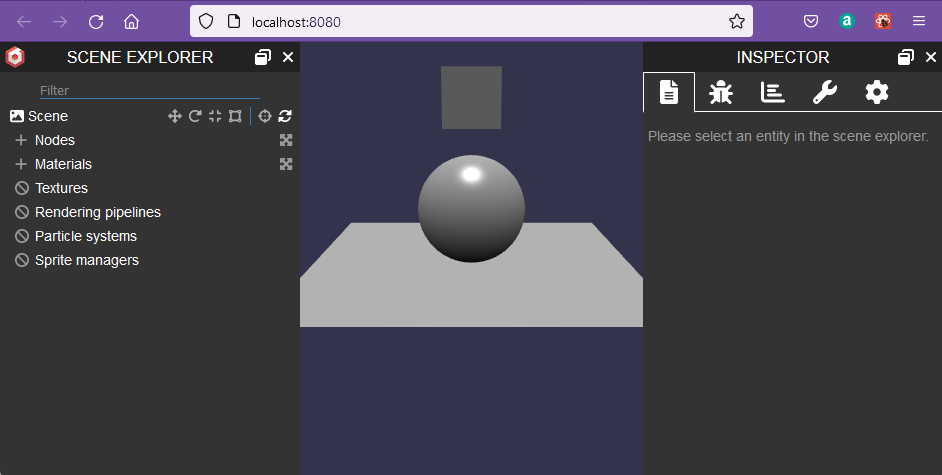 localhost:8080
SCENE EXPLORER
Filter
Scene
Nodes
Materials
Textures
Rendering pipelines
Particle systems
Sprite managers
INSPECTOR
Please select an entity in the scene explorer.